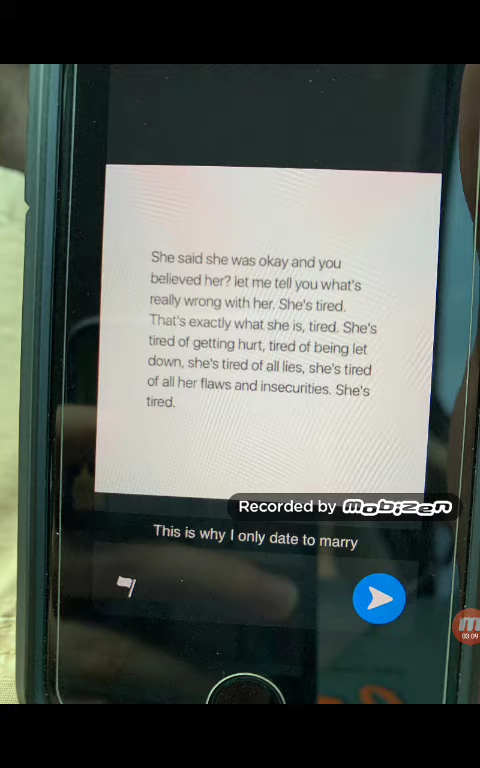 She said she was okay and you
believed her? let me tell you what's
really wrong with her. She's tired.
That's exactly what she is, tired. She's
tired of getting hurt, tired of being let
down, she's tired of all lies, she's tired
of all her flaws and insecurities. She's
tired.
Recorded by mobizen
This is why I only date to marry
m
03:09